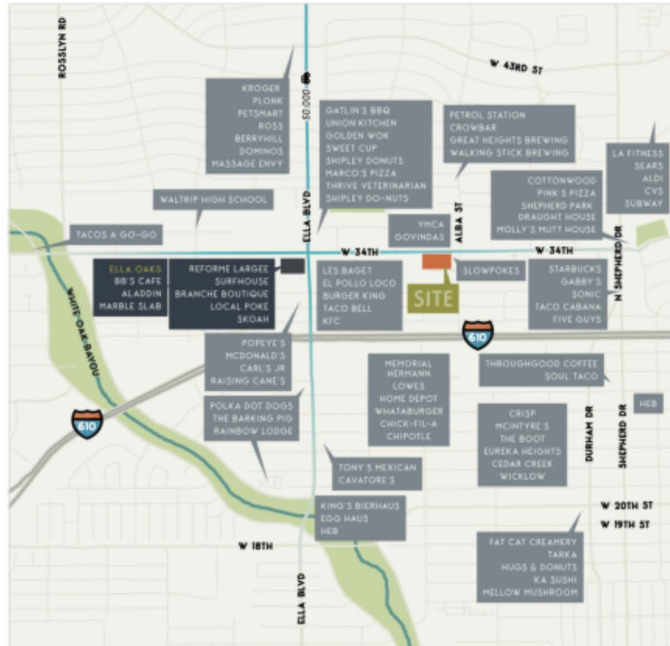 ROSSLYN RD
W 43RD ST
KROGER
PLONK
PETSMART
ROSS
BERRYHILL
DOMINOS
MASSAGE ENVY
50,000
GATLIN'S BBQ
UNION KITCHEN
GOLDEN WOK
SWEET CUP
SHIPLEY DONUTS
MARCO'S PIZZA
THRIVE VETERINARIAN
SHIPLEY DO-NUTS
PETROL STATION
CROWBAR
GREAT HEIGHTS BREWING
WALKING STICK BREWING
LA FITNESS
SEARS
ALDI
CVS
SUBWAY
COTTONWOOD
PINK'S PIZZA
SHEPHERD PARK
DRAUGHT HOUSE
MOLLY'S MUTT HOUSE
WALTRIP HIGH SCHOOL
ELLA BLVD
YMCA
GOVINDAS
ALBA ST
TACOS A GO-GO
W 34TH
W 34TH
N SHEPHERD DR
ELLA OAKS
BB'S CAFE
ALADDIN
MARBLE SLAB
REFORME LARGEE
SURFHOUSE
BRANCHE BOUTIQUE
LOCAL POKE
SKOAH
LES BAGET
EL POLLO LOCO
BURGER KING
TACO BELL
KFC
SLOWPOKES
SITE
STARBUCKS
GABBY'S
SONIC
TACO CABANA
FIVE GUYS
WHITE OAK BAYOU
610
POPEYE'S
MCDONALD'S
CARL'S JR
RAISING CANE'S
MEMORIAL
HERMANN
LOWES
HOME DEPOT
WHATABURGER
CHICK-FIL-A
CHIPOTLE
THROUGHGOOD COFFEE
SOUL TACO
HEB
610
POLKA DOT DOGS
THE BARKING PIG
RAINBOW LODGE
CRISP
MCINTYRE'S
THE BOOT
EUREKA HEIGHTS
CEDAR CREEK
WICKLOW
DURHAM DR
SHEPHERD DR
TONY'S MEXICAN
CAVATORE'S
KING'S BIERHAUS
EGG HAUS
HEB
W 20TH ST
W 19TH ST
W 18TH
FAT CAT CREAMERY
TARKA
HUGS & DONUTS
KA SUSHI
MELLOW MUSHROOM
ELLA BLVD